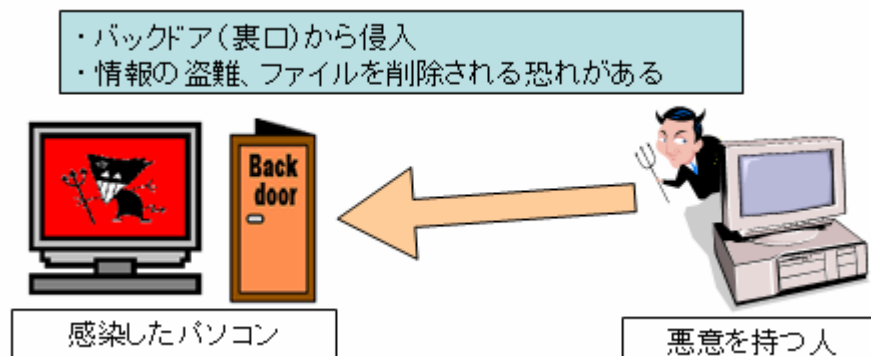 ・バックドア(裏口)から侵入
・情報の盗難、ファイルを削除される恐れがある
Back
door
感染したパソコン
悪意を持つ人